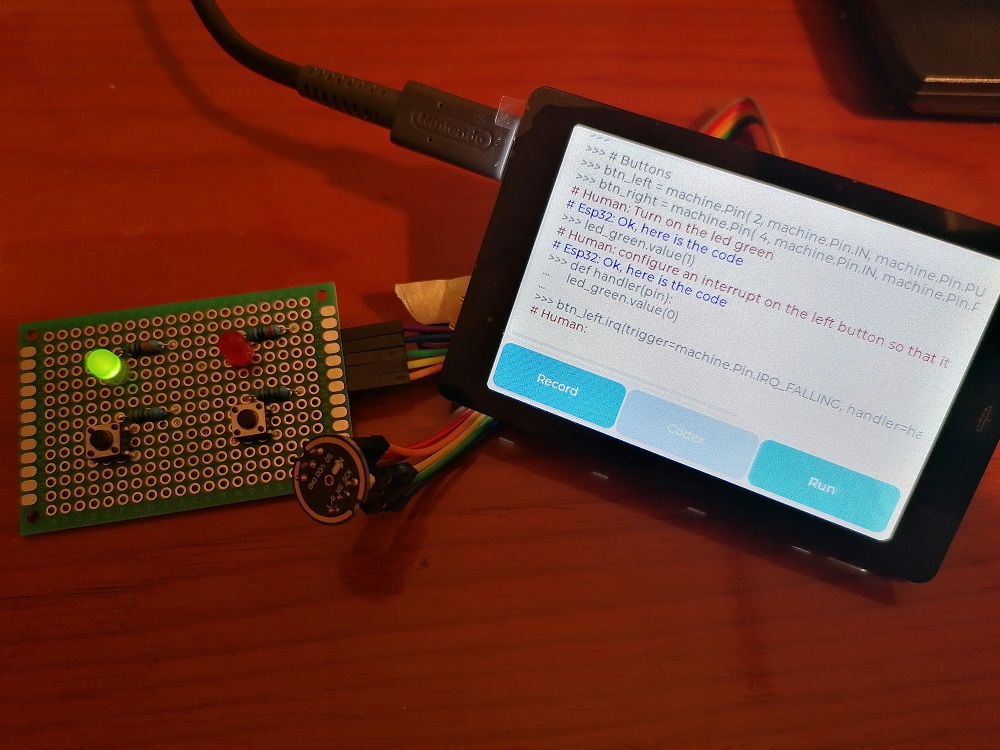 Nintendo
>>> # Buttons
>>> btn_left = machine.Pin( 2, machine.Pin.IN, machine.Pin.PU
>>> btn_right = machine.Pin( 4, machine.Pin.IN, machine.Pin.P
# Human: Turn on the led green
# Esp32: Ok, here is the code
>>> led_green.value(1)
# Human: configure an interrupt on the left button so that it
# Esp32: Ok, here is the code
>>> def handler(pin):
... led_green.value(0)
...
>>> btn_left.irq(trigger=machine.Pin.IRQ_FALLING, handler=ha
# Human:
Record
Codex
Run